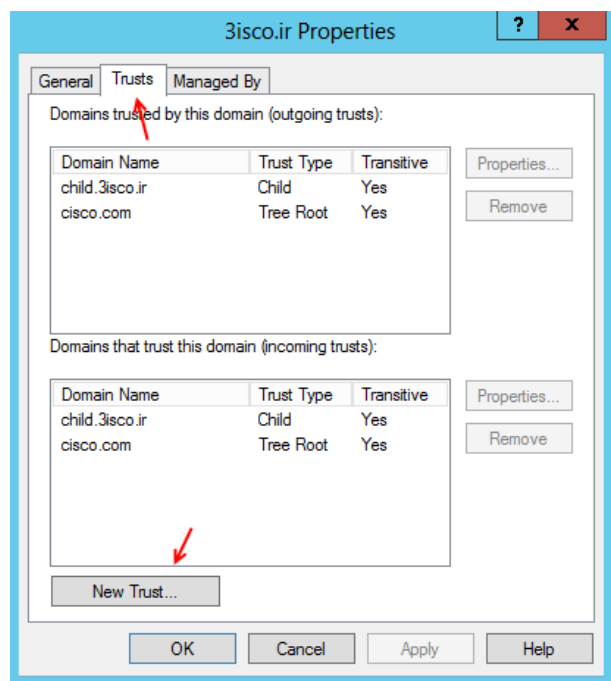 3isco.ir Properties
? x
General Trusts Managed By
Domains trusted by this domain (outgoing trusts):
Domain Name Trust Type Transitive Properties...
child.3isco.ir Child Yes
cisco.com Tree Root Yes Remove
Domains that trust this domain (incoming trusts):
Domain Name Trust Type Transitive Properties...
child.3isco.ir Child Yes
cisco.com Tree Root Yes Remove
New Trust...
OK Cancel Apply Help